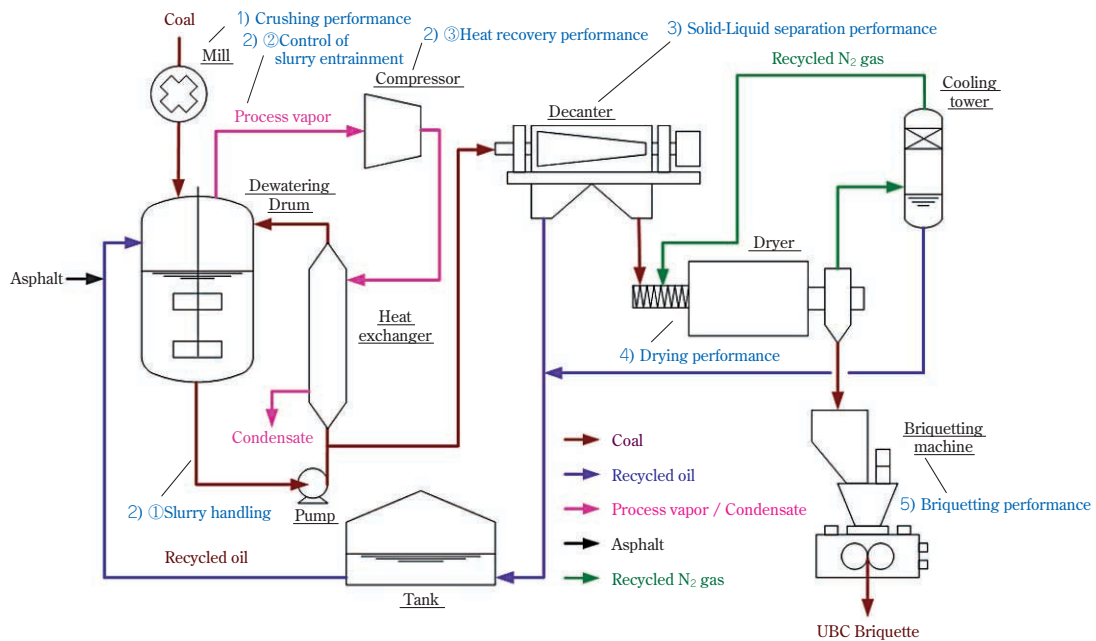 Coal
1) Crushing performance
2) ②Control of
slurry entrainment
Mill
2) ③Heat recovery performance
Compressor
3) Solid-Liquid separation performance
Recycled N₂ gas
Cooling
tower
Decanter
Process vapor
Dewatering
Drum
Dryer
Asphalt
Heat
exchanger
4) Drying performance
Condensate
2) ①Slurry handling
Pump
Coal
Recycled oil
Process vapor / Condensate
Asphalt
Recycled N₂ gas
Briquetting
machine
5) Briquetting performance
Recycled oil
Tank
UBC Briquette